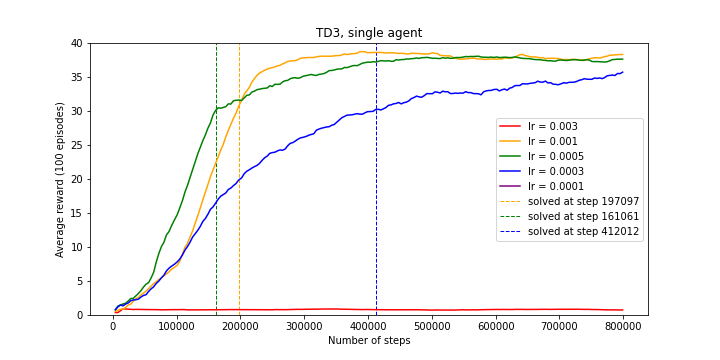 TD3, single agent
Average reward (100 episodes)
40
35
30
25
20
15
10
5
0
lr = 0.003
lr = 0.001
lr = 0.0005
lr = 0.0003
lr = 0.0001
solved at step 197097
solved at step 161061
solved at step 412012
0 100000 200000 300000 400000 500000 600000 700000 800000
Number of steps